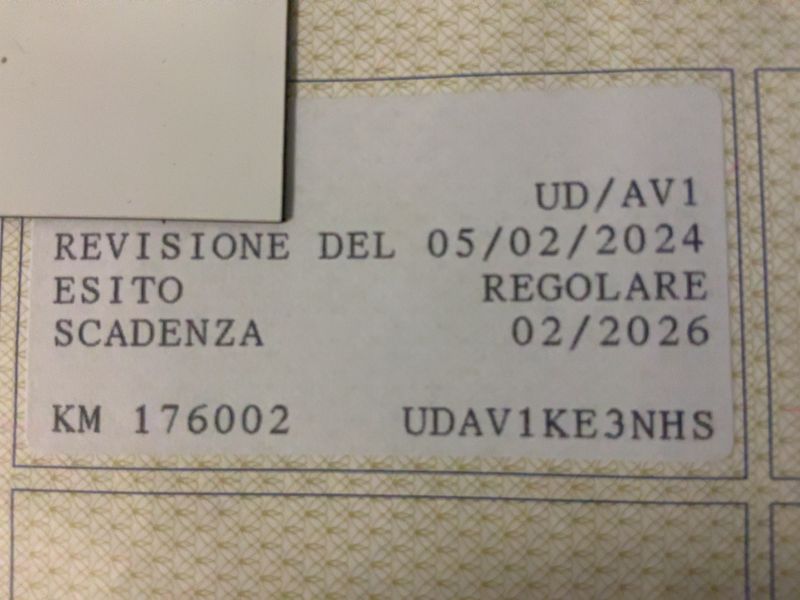 UD/AV1
REVISIONE DEL 05/02/2024
ESITO REGOLARE
SCADENZA 02/2026
KM 176002 UDAV1KE3NHS